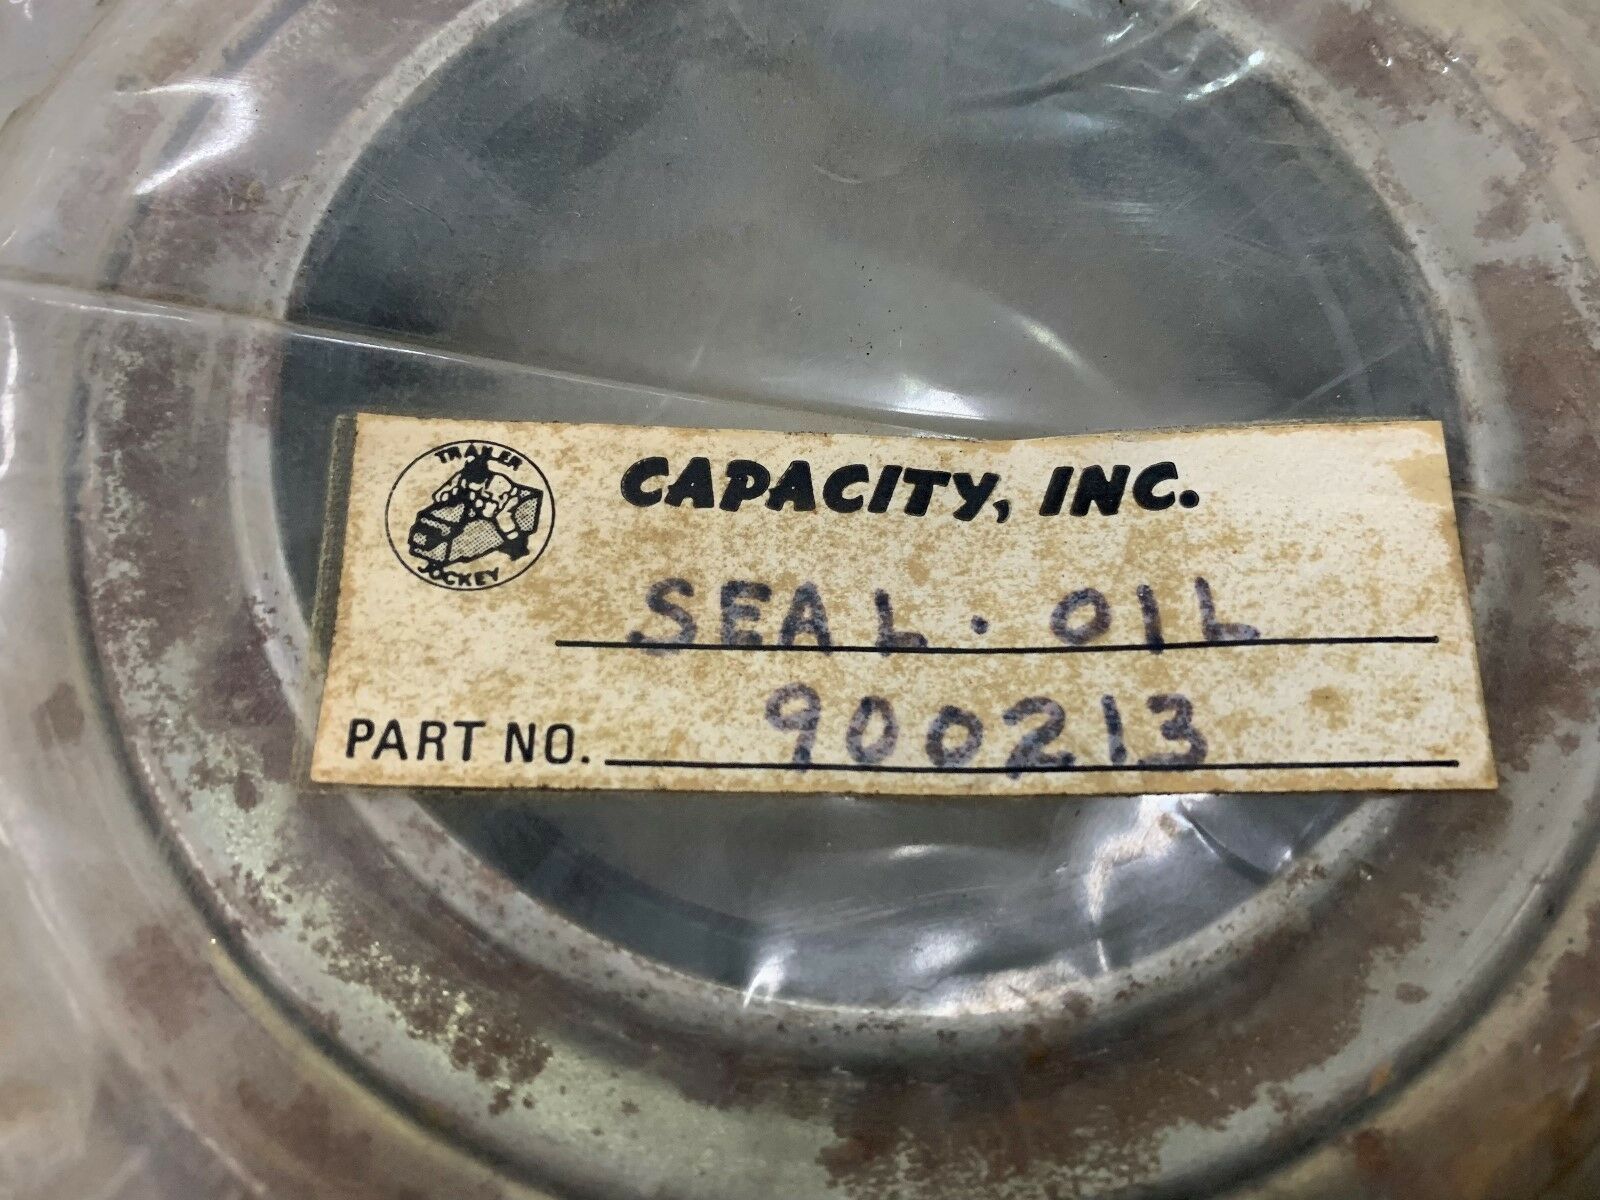 TRAILER
JOCKEY
CAPACITY, INC.
SEAL. OIL
PART NO. 900213